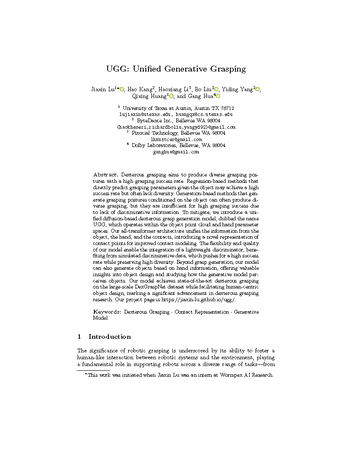 UGG: Unified Generative Grasping
Jiaxin Lu1*, Hao Kang2, Haoxiang Li3, Bo Liu2, Yiding Yang2,
Qixing Huang1, and Gang Hua4
1 University of Texas at Austin, Austin TX 78712
lujiaxin@utexas.edu, huangqx@cs.utexas.edu
2 ByteDance Inc., Bellevue WA 98004
3 Pixocial Technology, Bellevue WA 98004
4 Dolby Laboratories, Bellevue WA 98004
ganghua@gmail.com
Abstract. Dexterous grasping aims to produce diverse grasping pos-
tures with a high grasping success rate. Regression-based methods that
directly predict grasping parameters given the object may achieve a high
success rate but often lack diversity. Generation-based methods that gen-
erate grasping postures conditioned on the object can often produce di-
verse grasping, but they are insufficient for high grasping success due
to lack of discriminative information. To mitigate, we introduce a uni-
fied diffusion-based dexterous grasp generation model, dubbed the name
UGG, which operates within the object point cloud and hand parameter
spaces. Our all-transformer architecture unifies the information from the
object, the hand, and the contacts, introducing a novel representation of
contact points for improved contact modeling. The flexibility and quality
of our model enable the integration of a lightweight discriminator, bene-
fiting from simulated discriminative data, which pushes for a high success
rate while preserving high diversity. Beyond grasp generation, our model
can also generate objects based on hand information, offering valuable
insights into object design and studying how the generative model per-
ceives objects. Our model achieves state-of-the-art dexterous grasping
on the large-scale DexGraspNet dataset while facilitating human-centric
object design, marking a significant advancement in dexterous grasping
research. Our project page is https://jiaxin-lu.github.io/ugg/.
Keywords: Dexterous Grasping · Contact Representation · Generative
Model
1 Introduction
The significance of robotic grasping is underscored by its ability to foster a
human-like interaction between robotic systems and the environment, playing
a fundamental role in supporting robots across a diverse range of tasks—from
*This work was initiated when Jiaxin Lu was an intern at Wormpex AI Research.